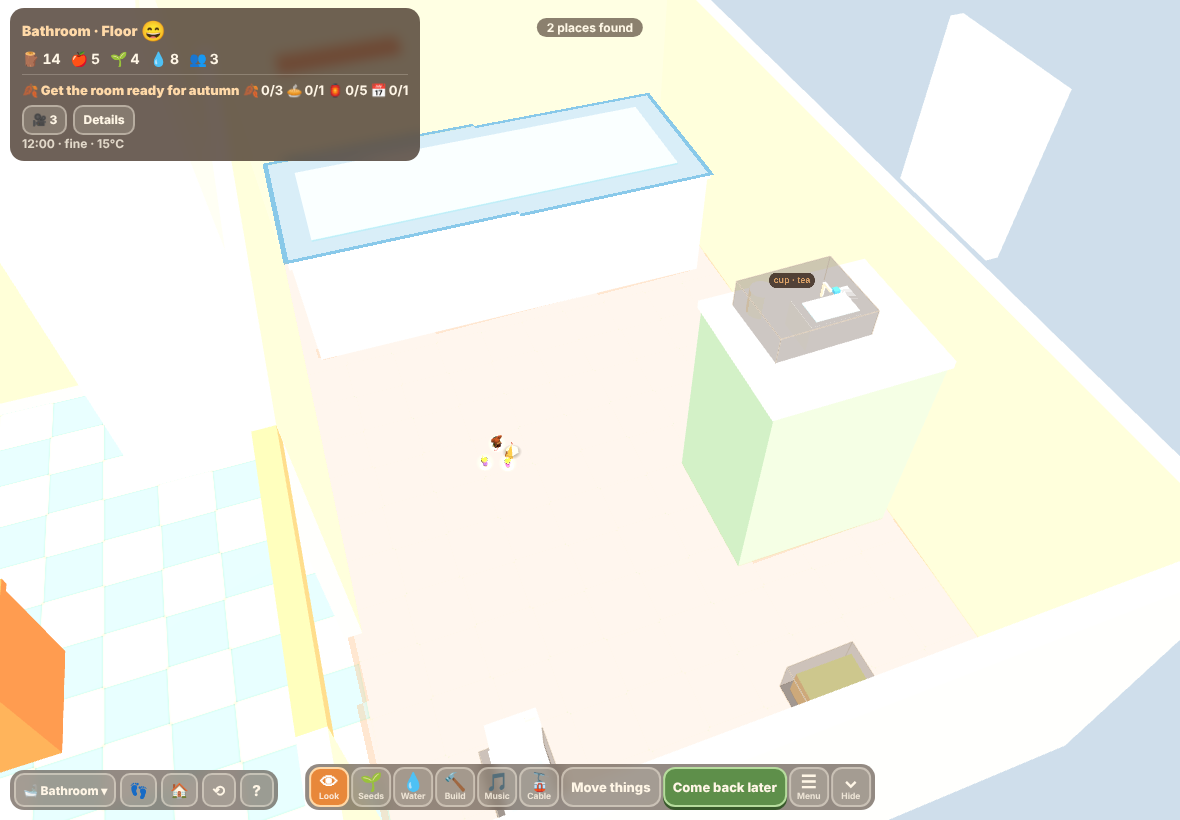 Bathroom · Floor 😄
🪵 14 🍎 5 🌱 4 💧 8 👥 3
🍂 Get the room ready for autumn 🍂 0/3 🥧 0/1 🏮 0/5 📅 0/1
🎥 3 Details
12:00 · fine · 15°C
2 places found
cup · tea
🛁 Bathroom ▾ 👣 🏠 ⟲ ?
Look Seeds Water Build Music Cable Move things Come back later Menu Hide